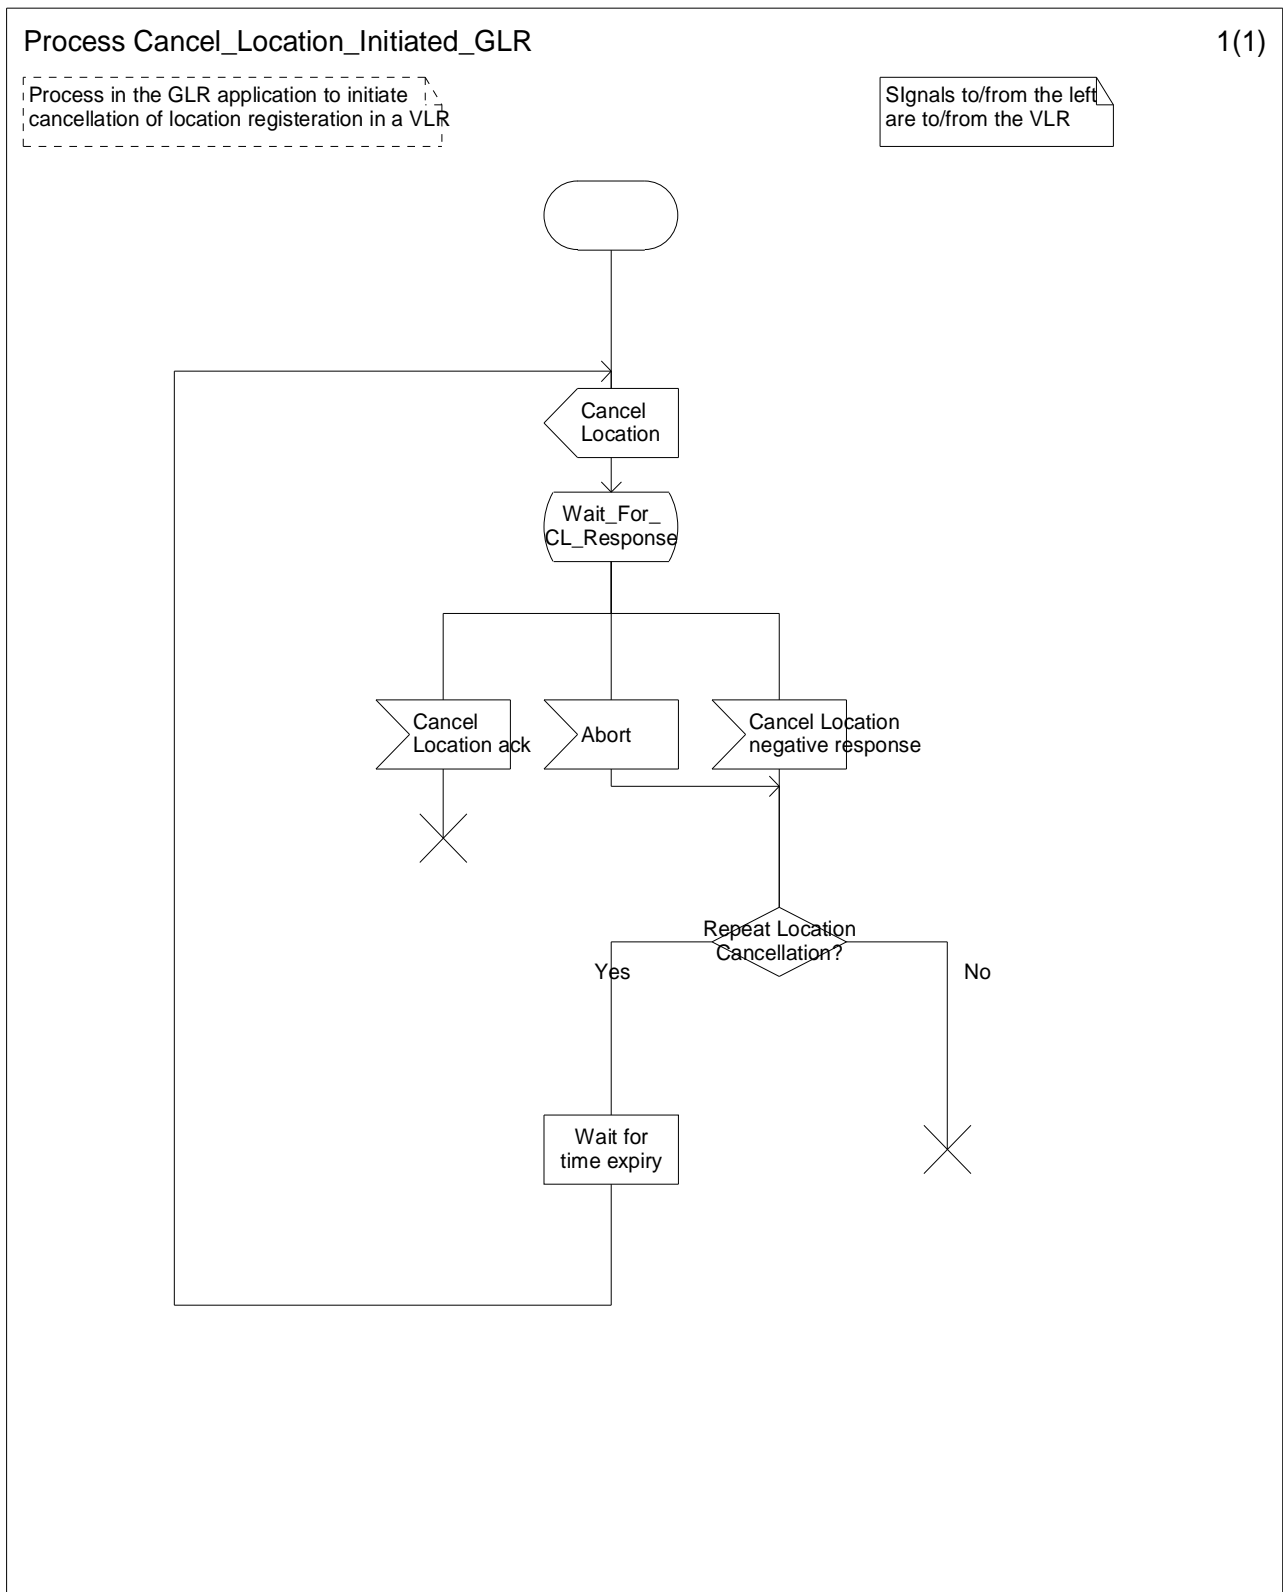 Process Cancel_Location_Initiated_GLR
1(1)
Process in the GLR application to initiate
cancellation of location registeration in a VLR
SIgnals to/from the left
are to/from the VLR
Cancel
Location
Wait_For_
CL_Response
Cancel
Location ack
Abort
Cancel Location
negative response
Repeat Location
Cancellation?
Yes
No
Wait for
time expiry